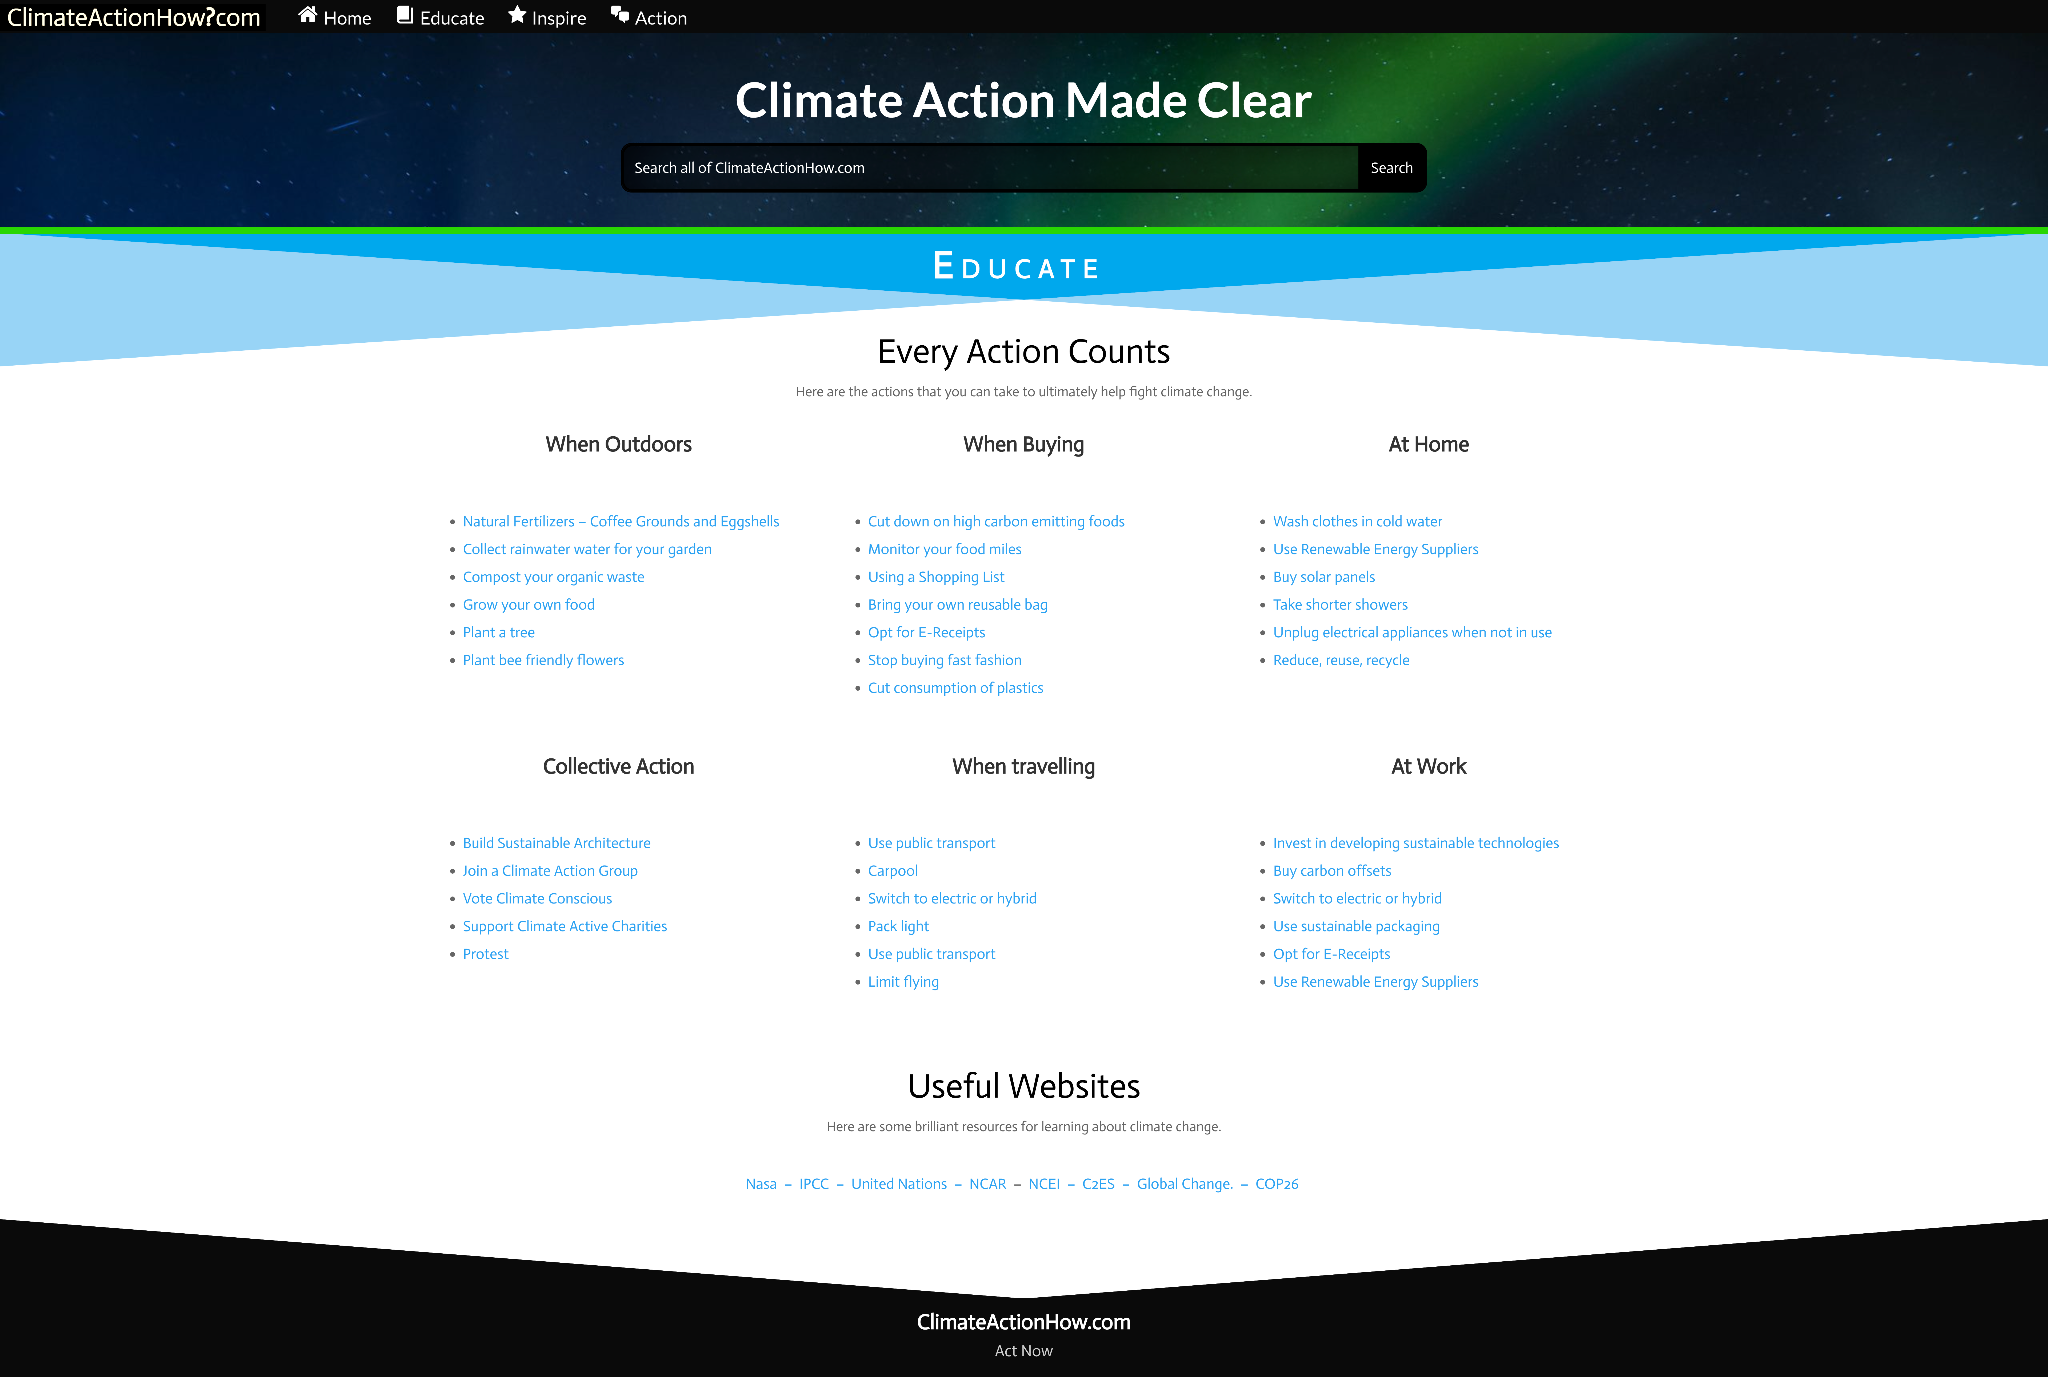 ClimateActionHow?com
Home
Educate
Inspire
Action
Climate Action Made Clear
Search all of ClimateActionHow.com
Search
EDUCATE
Every Action Counts
Here are the actions that you can take to ultimately help fight climate change.
When Outdoors
Natural Fertilizers – Coffee Grounds and Eggshells
Collect rainwater water for your garden
Compost your organic waste
Grow your own food
Plant a tree
Plant bee friendly flowers
When Buying
Cut down on high carbon emitting foods
Monitor your food miles
Using a Shopping List
Bring your own reusable bag
Opt for E-Receipts
Stop buying fast fashion
Cut consumption of plastics
At Home
Wash clothes in cold water
Use Renewable Energy Suppliers
Buy solar panels
Take shorter showers
Unplug electrical appliances when not in use
Reduce, reuse, recycle
Collective Action
Build Sustainable Architecture
Join a Climate Action Group
Vote Climate Conscious
Support Climate Active Charities
Protest
When travelling
Use public transport
Carpool
Switch to electric or hybrid
Pack light
Use public transport
Limit flying
At Work
Invest in developing sustainable technologies
Buy carbon offsets
Switch to electric or hybrid
Use sustainable packaging
Opt for E-Receipts
Use Renewable Energy Suppliers
Useful Websites
Here are some brilliant resources for learning about climate change.
Nasa – IPCC – United Nations – NCAR – NCEI – C2ES – Global Change. – COP26
ClimateActionHow.com
Act Now